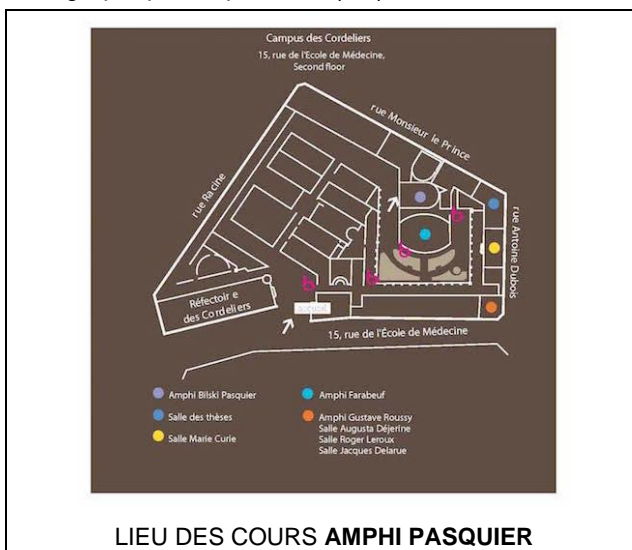 Campus des Cordeliers
15, rue de l'Ecole de Médecine,
Second floor
rue Monsieur le Prince
rue Racine
rue Antoine Dubois
Réfectoir e
des Cordeliers
15, rue de l'École de Médecine
Amphi Bilski Pasquier
Salle des thèses
Salle Marie Curie
Amphi Farabeuf
Amphi Gustave Roussy
Salle Augusta Déjerine
Salle Roger Leroux
Salle Jacques Delarue
LIEU DES COURS AMPHI PASQUIER